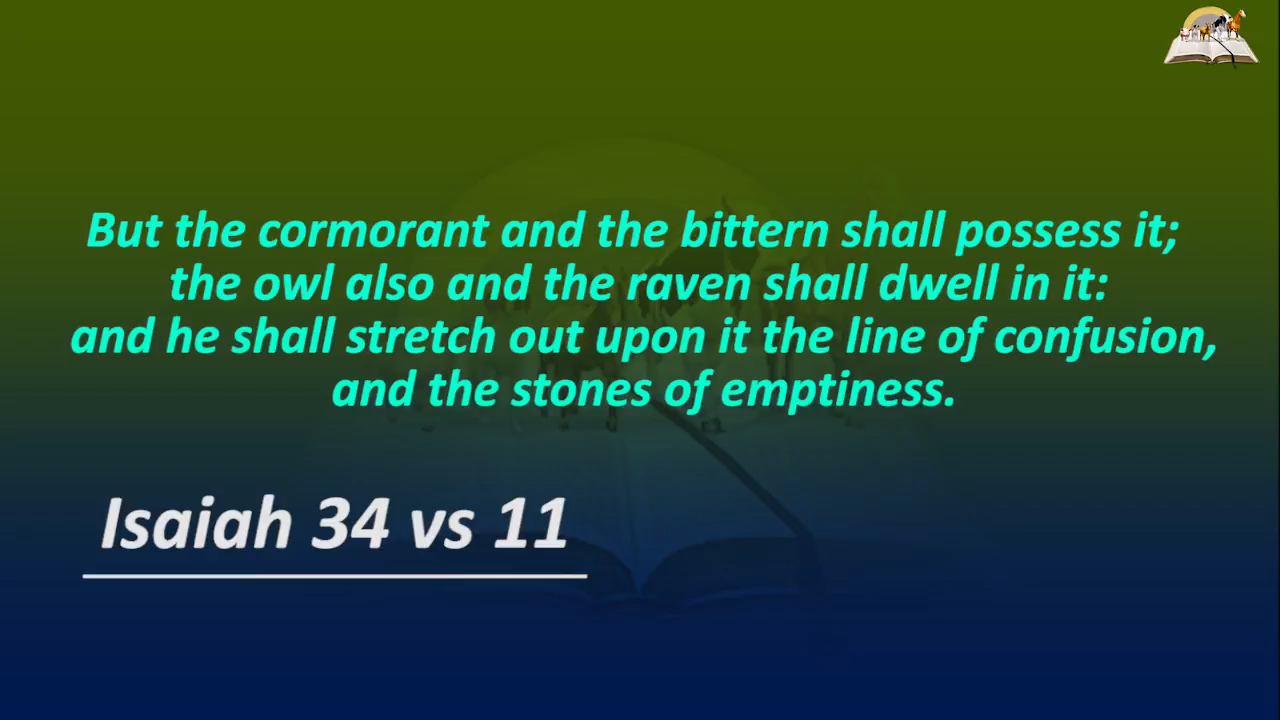 But the cormorant and the bittern shall possess it;
the owl also and the raven shall dwell in it:
and he shall stretch out upon it the line of confusion,
and the stones of emptiness.
Isaiah 34 vs 11